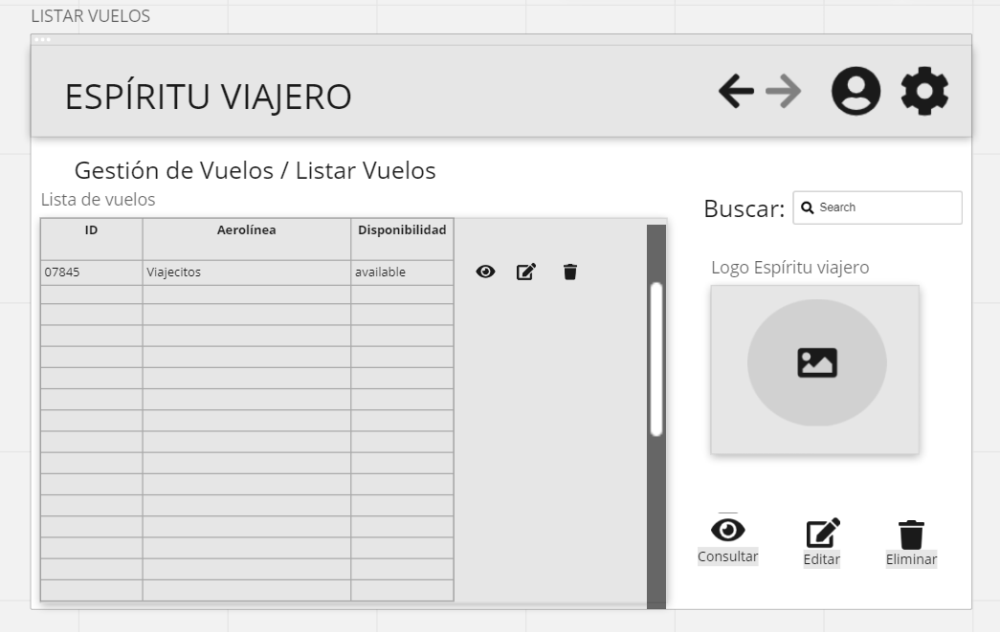 LISTAR VUELOS
ESPÍRITU VIAJERO
Gestión de Vuelos / Listar Vuelos
Lista de vuelos
Buscar: Search
ID Aerolínea Disponibilidad
07845 Viajecitos available
Logo Espíritu viajero
Consultar Editar Eliminar